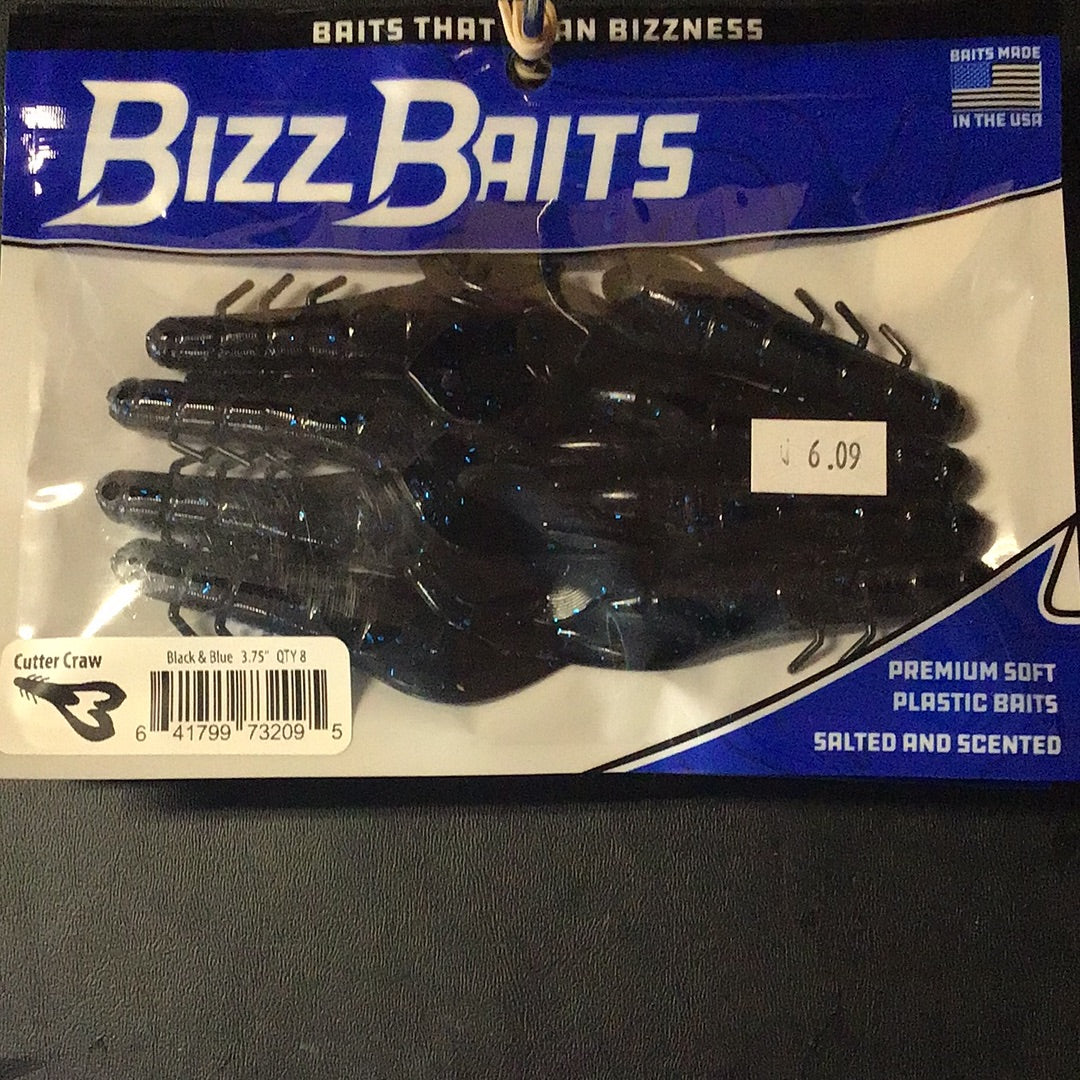 BAITS THAT AN BIZZNESS
BAITS MADE
IN THE USA
BIZZ BAITS
6.09
Cutter Craw
Black & Blue 3.75" QTY 8
6 41799 73209 5
PREMIUM SOFT
PLASTIC BAITS
SALTED AND SCENTED